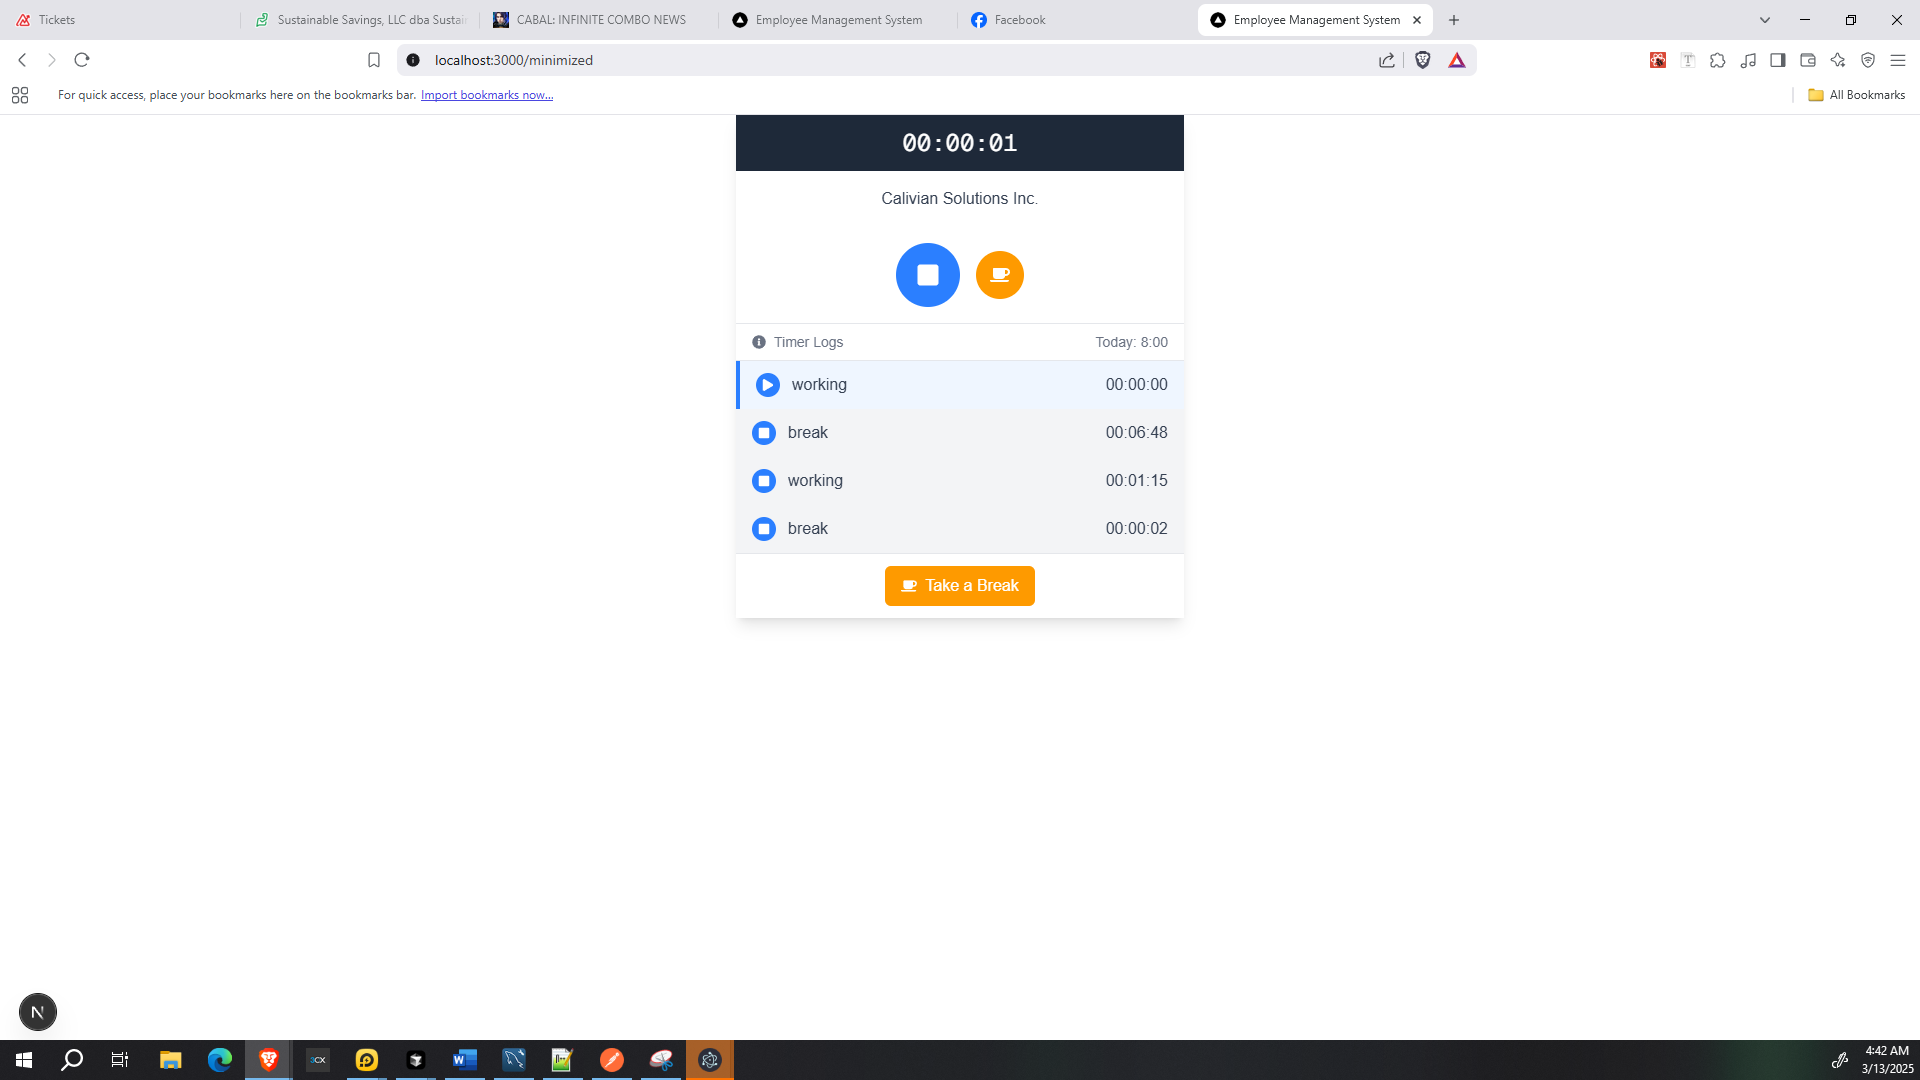 Tickets
Sustainable Savings, LLC dba Sustai
CABAL: INFINITE COMBO NEWS
Employee Management System
Facebook
Employee Management System
localhost:3000/minimized
For quick access, place your bookmarks here on the bookmarks bar. Import bookmarks now...
All Bookmarks
00:00:01
Calivian Solutions Inc.
Timer Logs
Today: 8:00
working
00:00:00
break
00:06:48
working
00:01:15
break
00:00:02
Take a Break
N
3CX
4:42 AM
3/13/2025